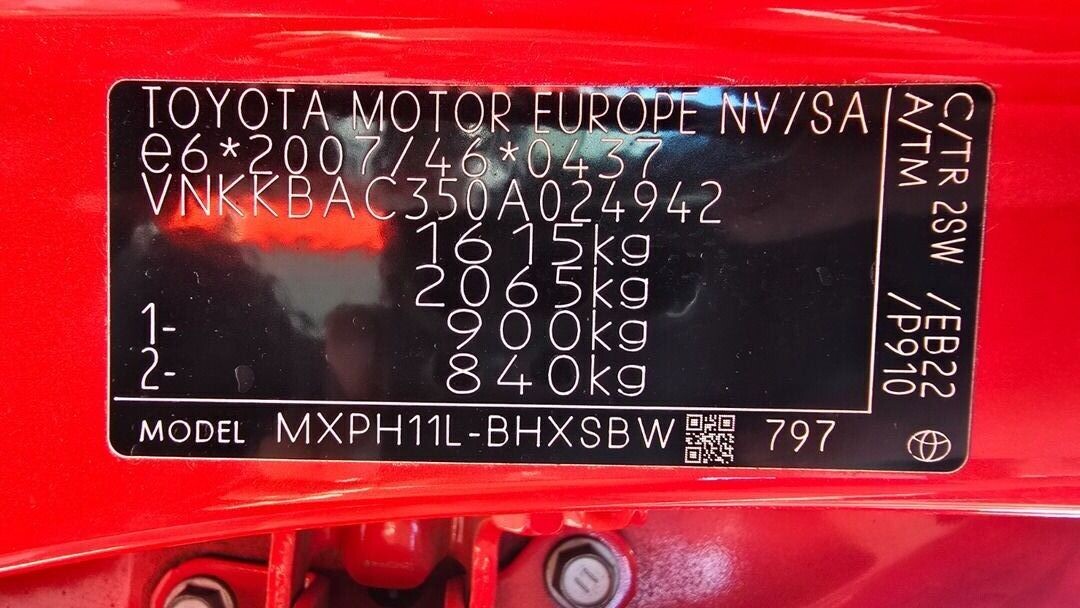 TOYOTA MOTOR EUROPE NV/SA
e6*2007/46*0437
VNKKBAC350A024942
1615kg
2065kg
1- 900kg
2- 840kg
MODEL MXPH11L-BHXSBW 797
C/TR 2SW /EB22
A/TM /P910